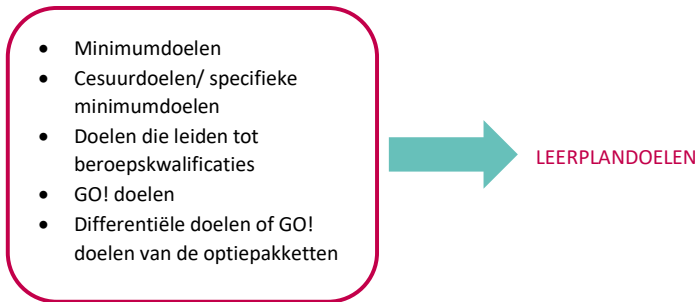 • Minimumdoelen
• Cesuurdoelen/ specifieke
minimumdoelen
• Doelen die leiden tot
beroepskwalificaties
• GO! doelen
• Differentiële doelen of GO!
doelen van de optiepakketten
LEERPLANDOELEN